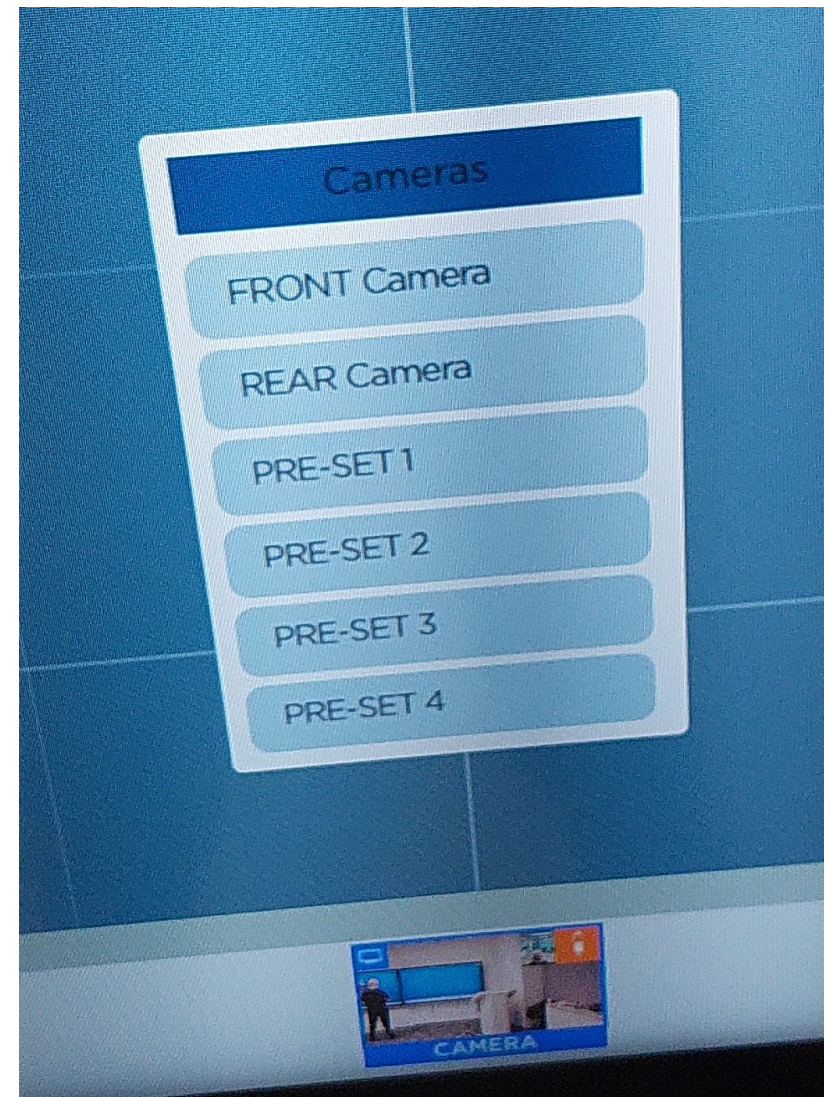 Cameras
FRONT Camera
REAR Camera
PRE-SET 1
PRE-SET 2
PRE-SET 3
PRE-SET 4
CAMERA